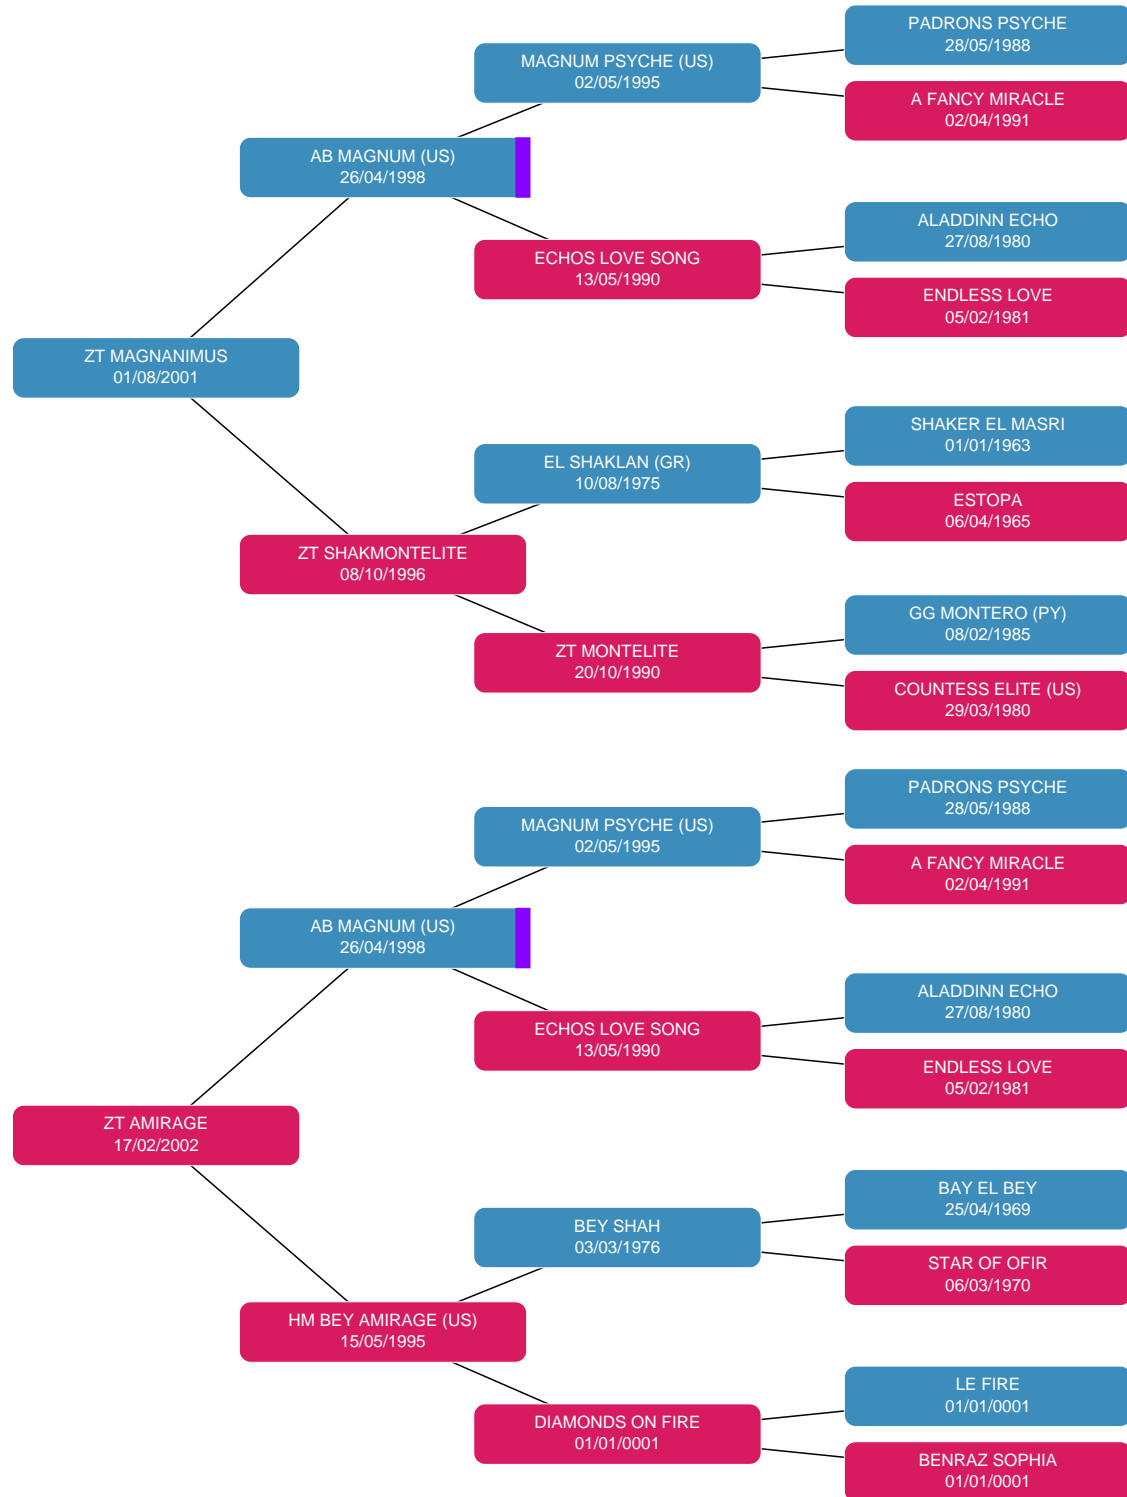 PADRONS PSYCHE
28/05/1988
MAGNUM PSYCHE (US)
02/05/1995
A FANCY MIRACLE
02/04/1991
AB MAGNUM (US)
26/04/1998
ALADDINN ECHO
27/08/1980
ECHOS LOVE SONG
13/05/1990
ENDLESS LOVE
05/02/1981
ZT MAGNANIMUS
01/08/2001
SHAKER EL MASRI
01/01/1963
EL SHAKLAN (GR)
10/08/1975
ESTOPA
06/04/1965
ZT SHAKMONTELITE
08/10/1996
GG MONTERO (PY)
08/02/1985
ZT MONTELITE
20/10/1990
COUNTESS ELITE (US)
29/03/1980
PADRONS PSYCHE
28/05/1988
MAGNUM PSYCHE (US)
02/05/1995
A FANCY MIRACLE
02/04/1991
AB MAGNUM (US)
26/04/1998
ALADDINN ECHO
27/08/1980
ECHOS LOVE SONG
13/05/1990
ENDLESS LOVE
05/02/1981
ZT AMIRAGE
17/02/2002
BAY EL BEY
25/04/1969
BEY SHAH
03/03/1976
STAR OF OFIR
06/03/1970
HM BEY AMIRAGE (US)
15/05/1995
LE FIRE
01/01/0001
DIAMONDS ON FIRE
01/01/0001
BENRAZ SOPHIA
01/01/0001